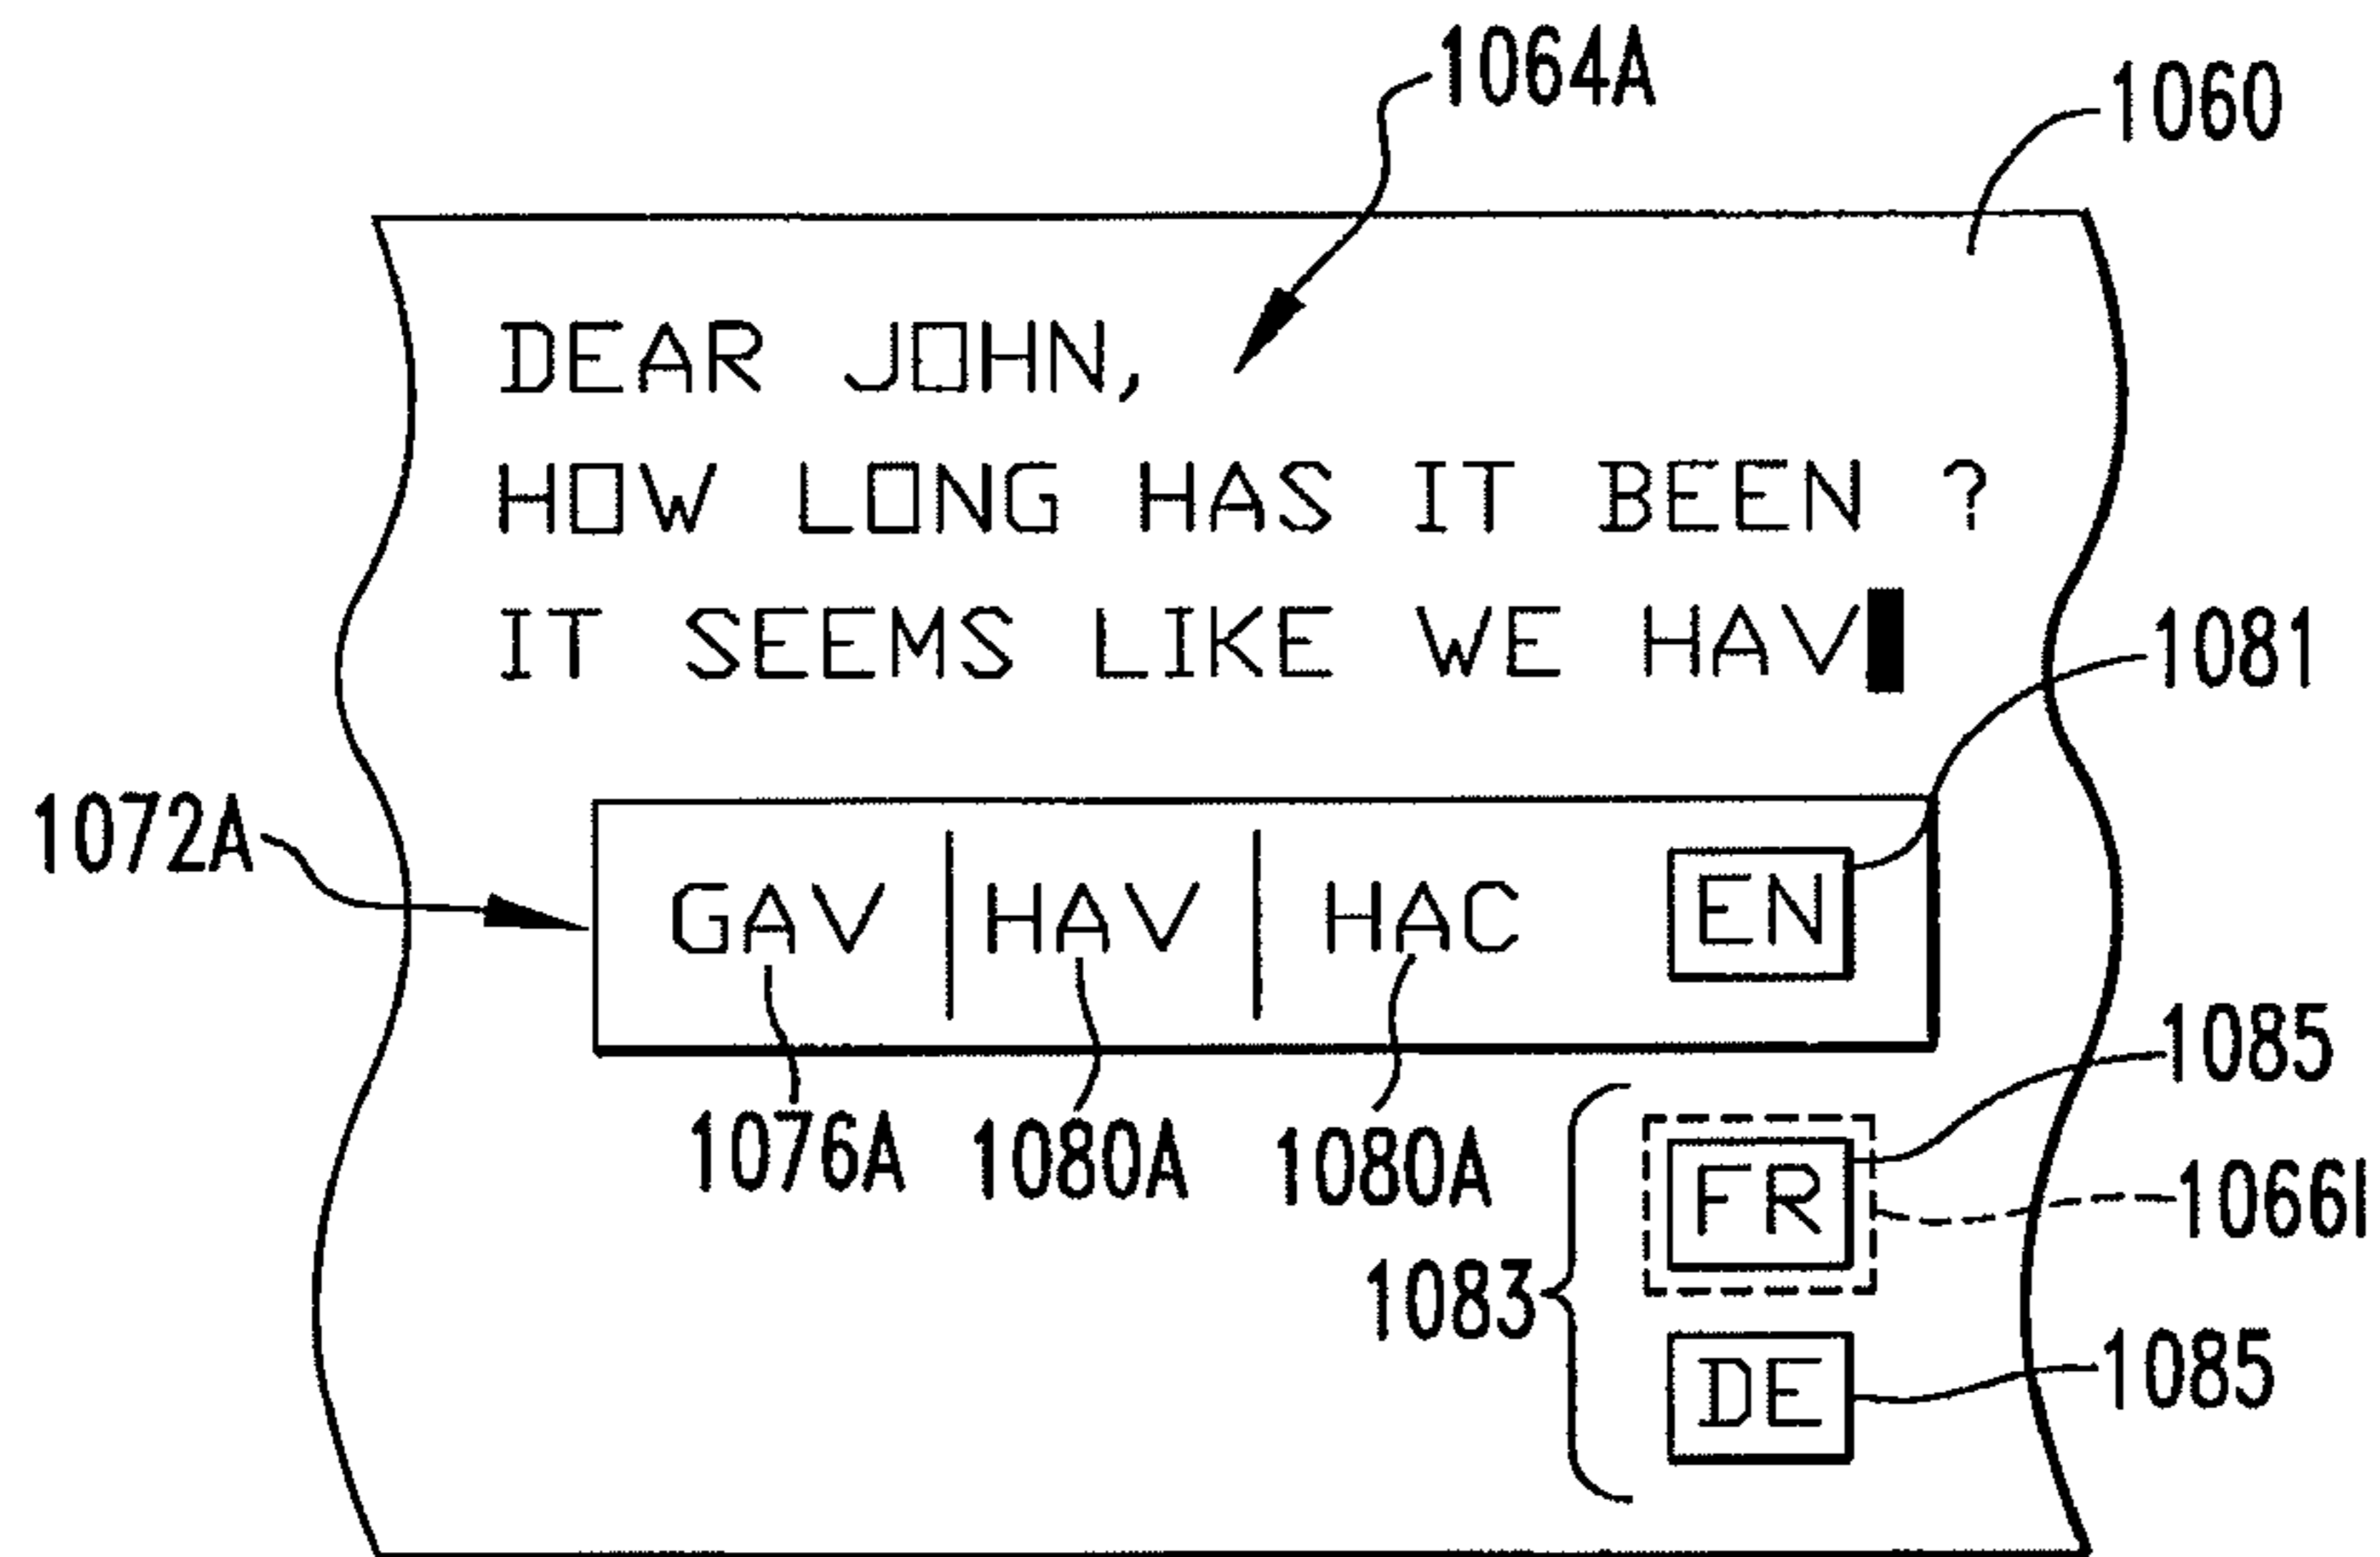 1064A
1060
DEAR JOHN,
HOW LONG HAS IT BEEN ?
IT SEEMS LIKE WE HAV
1081
1072A
GAV | HAV | HAC EN
1085
1076A 1080A 1080A
FR
1066I
1083
DE
1085